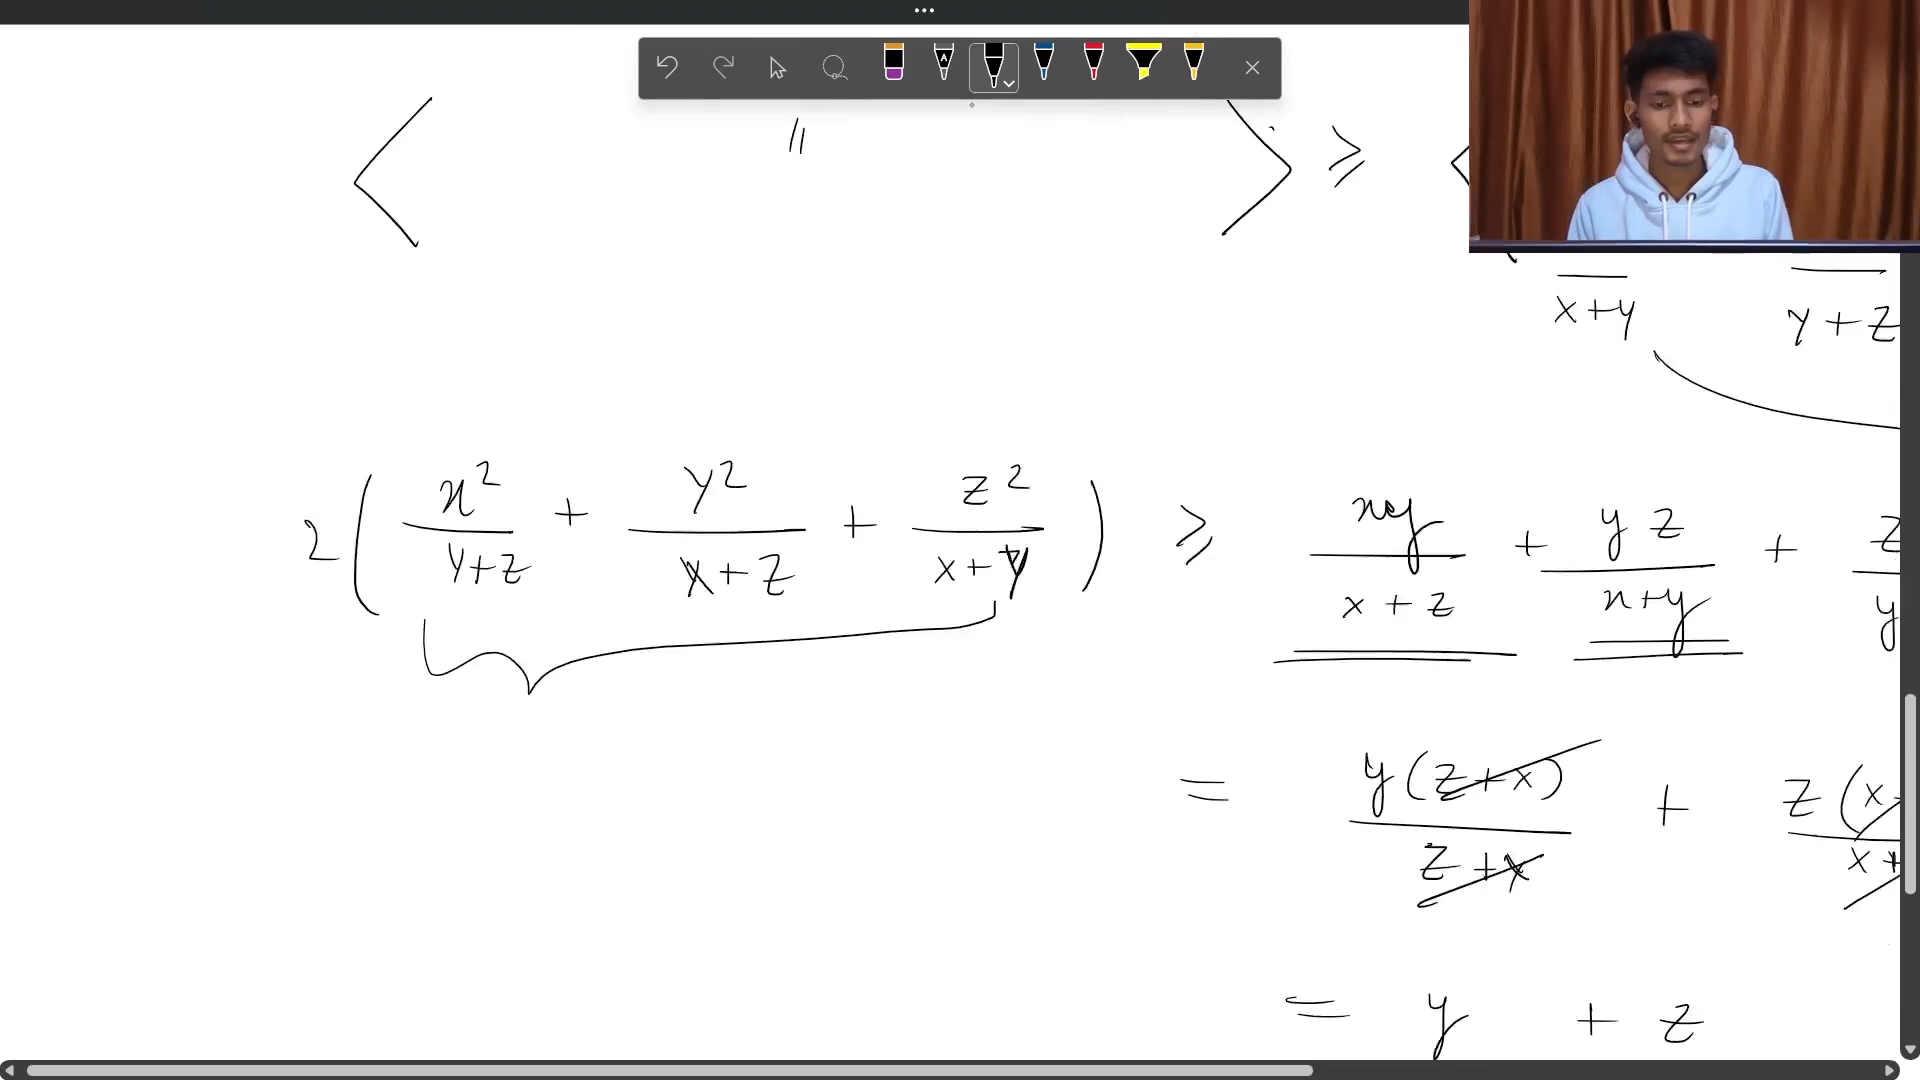 ⟨ 〃 ⟩ ≥ ⟨
x+y y+z
2( x²/(y+z) + y²/(x+z) + z²/(x+y) ) ≥ xy/(x+z) + yz/(x+y) + z/y
= y(z+x)/(z+x) + z(x/(x+
= y + z